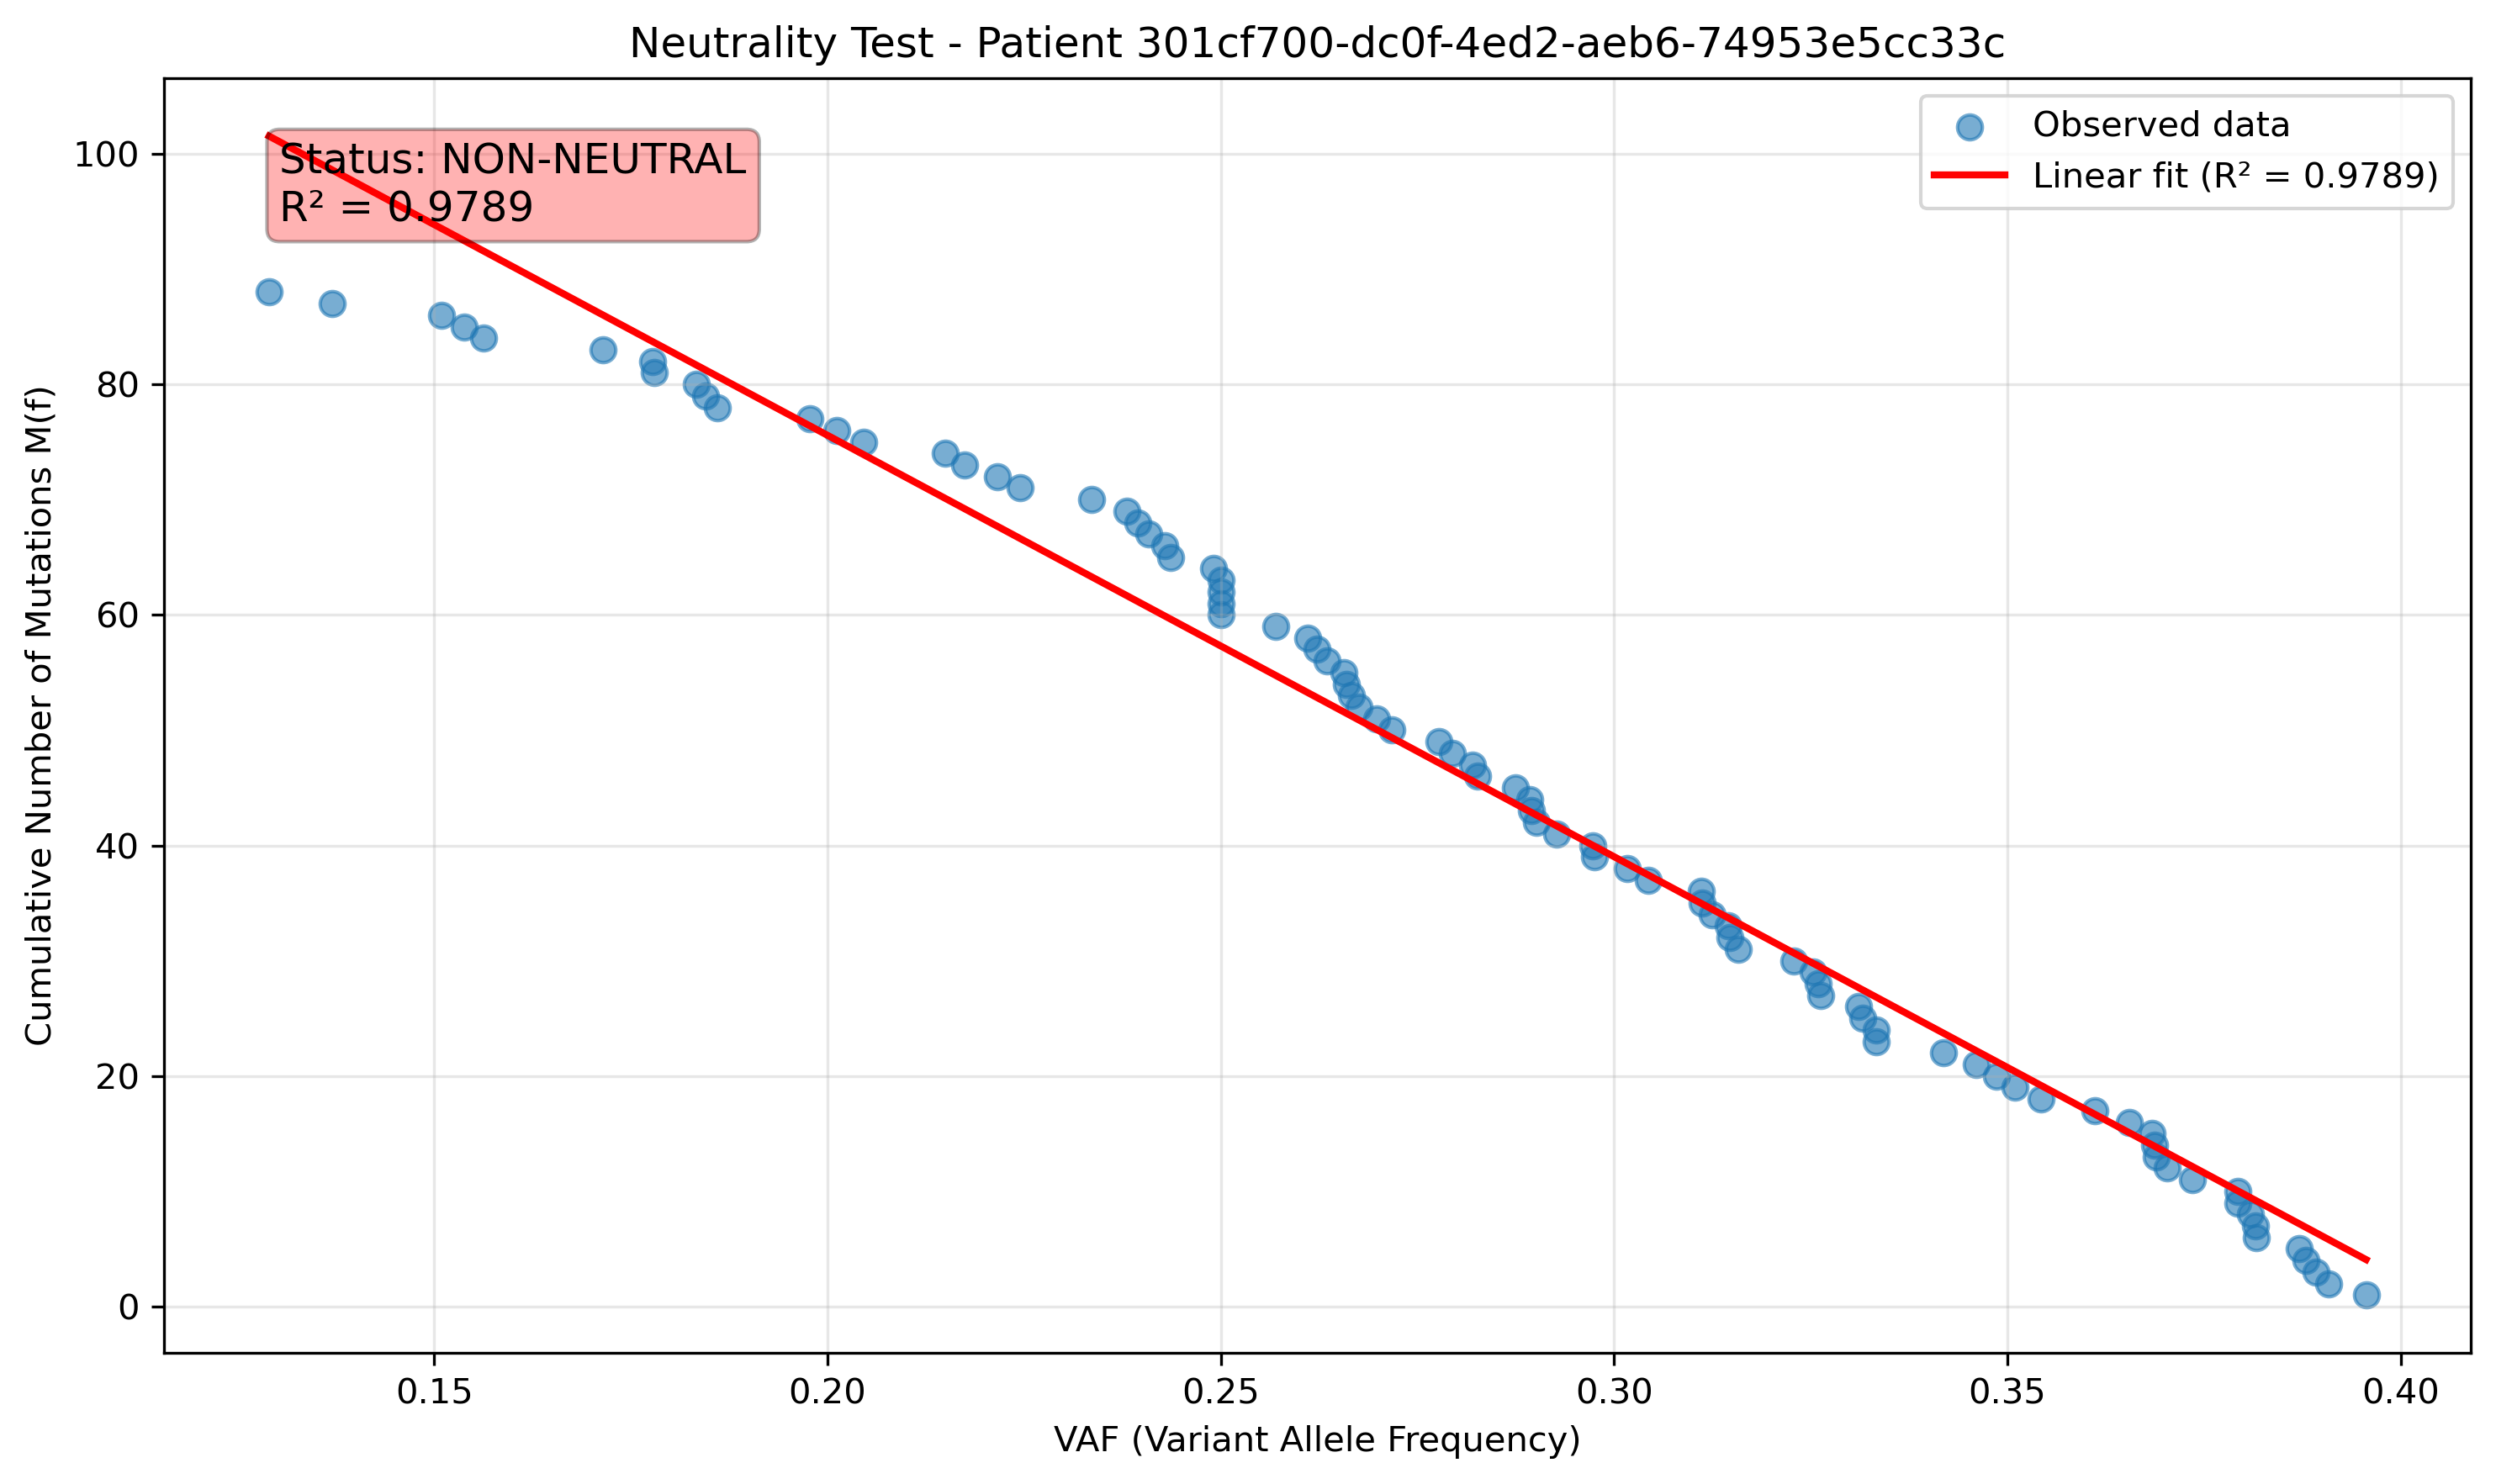 Neutrality Test - Patient 301cf700-dc0f-4ed2-aeb6-74953e5cc33c
Status: NON-NEUTRAL
R² = 0.9789
Observed data
Linear fit (R² = 0.9789)
Cumulative Number of Mutations M(f)
100
80
60
40
20
0
0.15
0.20
0.25
0.30
0.35
0.40
VAF (Variant Allele Frequency)